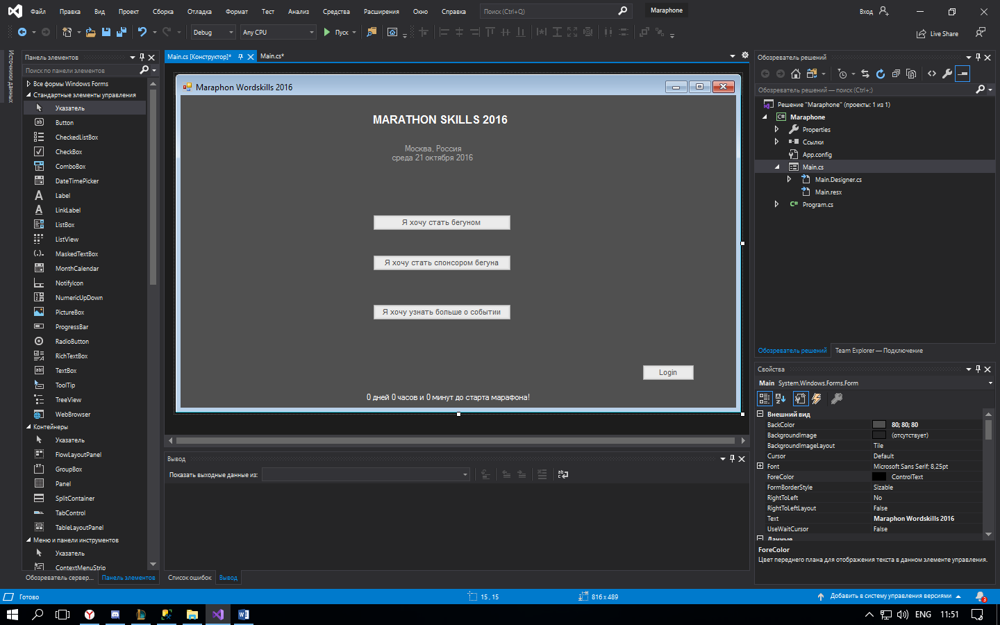 Файл Правка Вид Проект Сборка Отладка Формат Тест Анализ Средства Расширения Окно Справка Поиск (Ctrl+Q) Maraphone Вход
Debug Any CPU Пуск Live Share
Источники данных
Панель элементов
Поиск по панели элементов
Все формы Windows Forms
Стандартные элементы управления
Указатель
Button
CheckedListBox
CheckBox
ComboBox
DateTimePicker
Label
LinkLabel
ListBox
ListView
MaskedTextBox
MonthCalendar
NotifyIcon
NumericUpDown
PictureBox
ProgressBar
RadioButton
RichTextBox
TextBox
ToolTip
TreeView
WebBrowser
Контейнеры
Указатель
FlowLayoutPanel
GroupBox
Panel
SplitContainer
TabControl
TableLayoutPanel
Меню и панели инструментов
Указатель
ContextMenuStrip
Обозреватель сервер... Панель элементов
Main.cs [Конструктор]* Main.cs*
Maraphon Wordskills 2016
MARATHON SKILLS 2016
Москва, Россия
среда 21 октября 2016
Я хочу стать бегуном
Я хочу стать спонсором бегуна
Я хочу узнать больше о событии
Login
0 дней 0 часов и 0 минут до старта марафона!
Вывод
Показать выходные данные из:
Список ошибок Вывод
Обозреватель решений
Обозреватель решений — поиск (Ctrl+;)
Решение "Maraphone" (проекты: 1 из 1)
Maraphone
Properties
Ссылки
App.config
Main.cs
Main.Designer.cs
Main.resx
Program.cs
Обозреватель решений Team Explorer — Подключение
Свойства
Main System.Windows.Forms.Form
Внешний вид
BackColor 80; 80; 80
BackgroundImage (отсутствует)
BackgroundImageLayout Tile
Cursor Default
Font Microsoft Sans Serif; 8,25pt
ForeColor ControlText
FormBorderStyle Sizable
RightToLeft No
RightToLeftLayout False
Text Maraphon Wordskills 2016
UseWaitCursor False
Данные
ForeColor
Цвет переднего плана для отображения текста в данном элементе управления.
Готово 15 , 15 816 x 489 Добавить в систему управления версиями 3
ENG 11:51